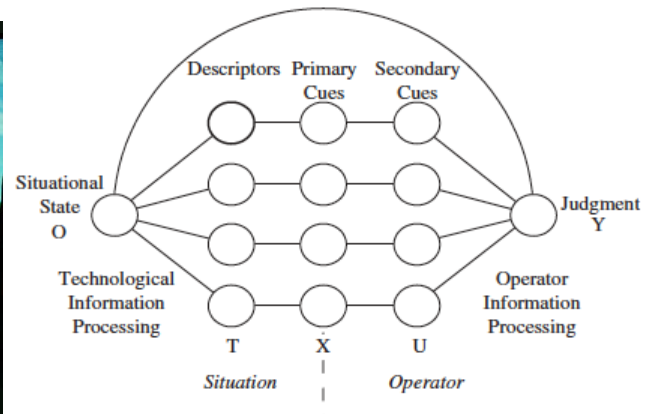 Descriptors Primary Secondary
Cues Cues
Situational
State
O
Judgment
Y
Technological
Information
Processing
Operator
Information
Processing
T X U
Situation Operator